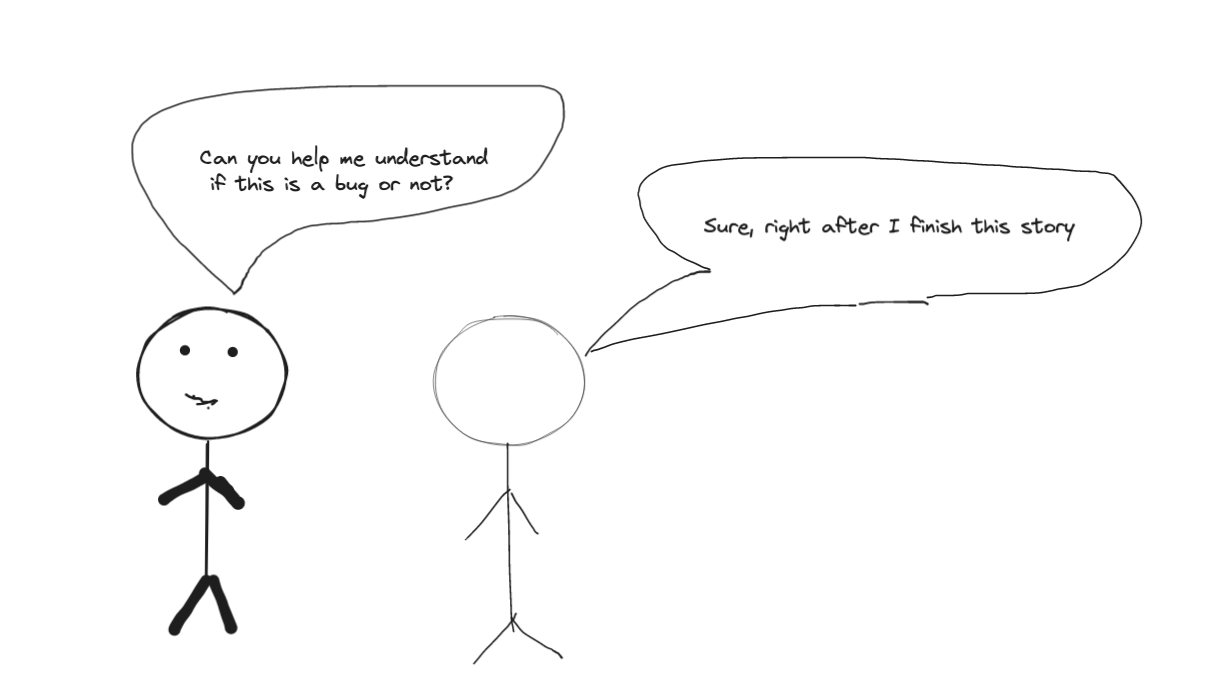 Can you help me understand
if this is a bug or not?
Sure, right after I finish this story